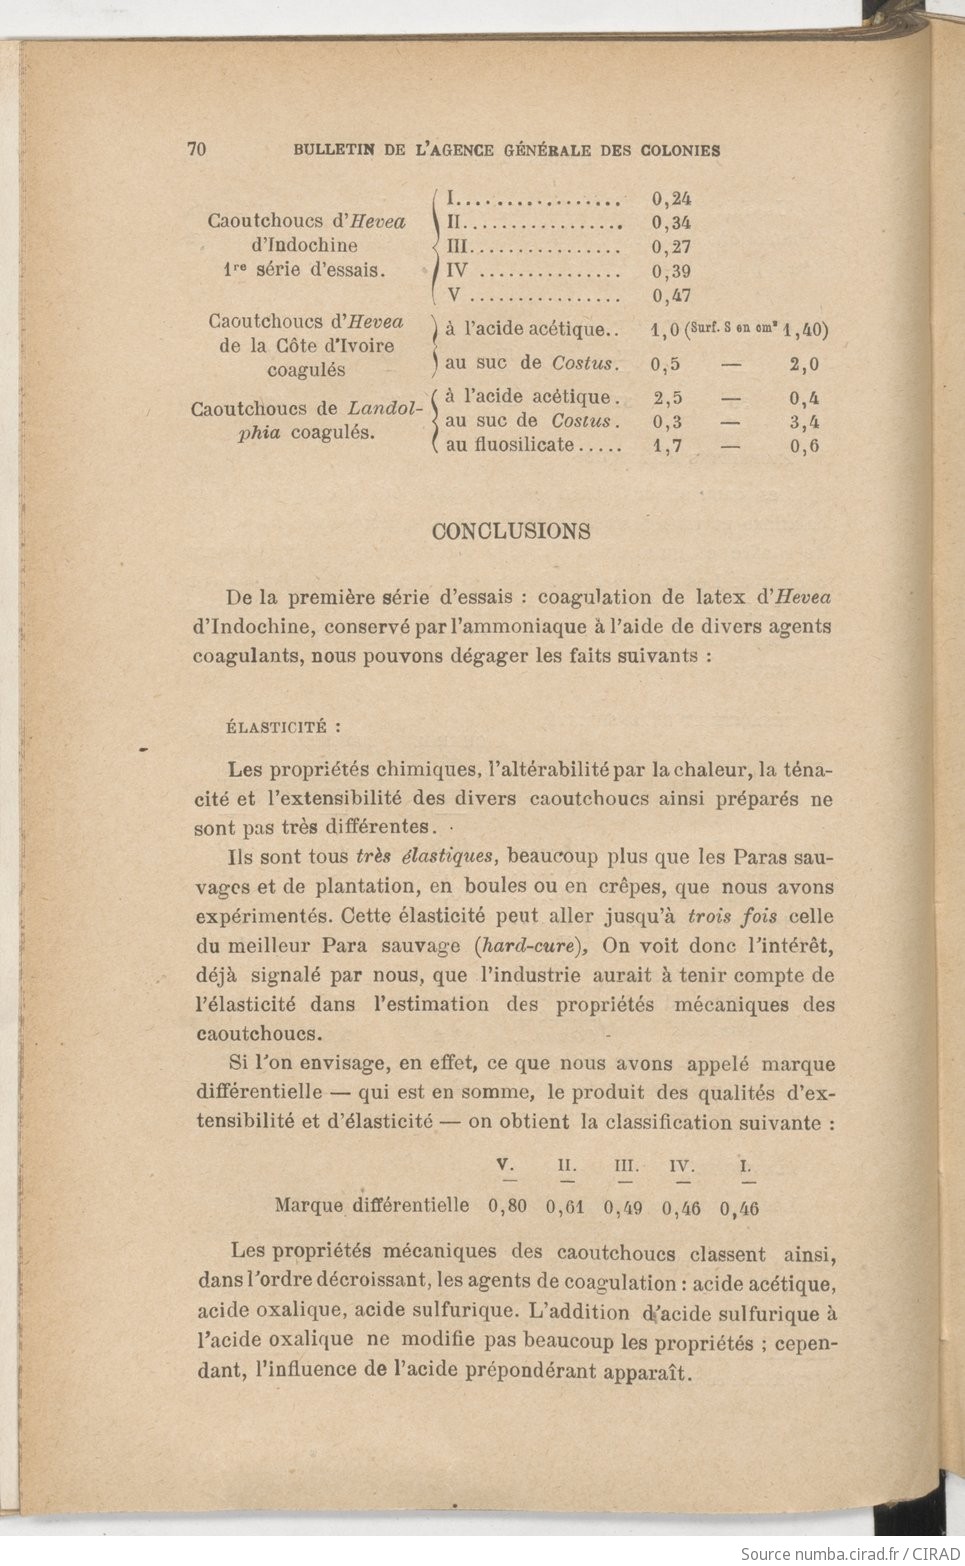 70 BULLETIN DE L'AGENCE GÉNÉRALE DES COLONIES
Caoutchoucs d'Hevea
d'Indochine
1re série d'essais.
I................. 0,24
II................. 0,34
III................ 0,27
IV ............... 0,39
V ................ 0,47
Caoutchoucs d'Hevea
de la Côte d'Ivoire
coagulés
à l'acide acétique.. 1,0 (Surf. S en cm² 1,40)
au suc de Costus. 0,5 — 2,0
Caoutchoucs de Landol-
phia coagulés.
à l'acide acétique. 2,5 — 0,4
au suc de Costus. 0,3 — 3,4
au fluosilicate..... 1,7 — 0,6
CONCLUSIONS
De la première série d'essais : coagulation de latex d'Hevea
d'Indochine, conservé par l'ammoniaque à l'aide de divers agents
coagulants, nous pouvons dégager les faits suivants :
ÉLASTICITÉ :
Les propriétés chimiques, l'altérabilité par la chaleur, la téna-
cité et l'extensibilité des divers caoutchoucs ainsi préparés ne
sont pas très différentes.
Ils sont tous très élastiques, beaucoup plus que les Paras sau-
vages et de plantation, en boules ou en crêpes, que nous avons
expérimentés. Cette élasticité peut aller jusqu'à trois fois celle
du meilleur Para sauvage (hard-cure), On voit donc l'intérêt,
déjà signalé par nous, que l'industrie aurait à tenir compte de
l'élasticité dans l'estimation des propriétés mécaniques des
caoutchoucs.
Si l'on envisage, en effet, ce que nous avons appelé marque
différentielle — qui est en somme, le produit des qualités d'ex-
tensibilité et d'élasticité — on obtient la classification suivante :
V. II. III. IV. I.
Marque différentielle 0,80 0,61 0,49 0,46 0,46
Les propriétés mécaniques des caoutchoucs classent ainsi,
dans l'ordre décroissant, les agents de coagulation : acide acétique,
acide oxalique, acide sulfurique. L'addition d'acide sulfurique à
l'acide oxalique ne modifie pas beaucoup les propriétés ; cepen-
dant, l'influence de l'acide prépondérant apparaît.
Source numba.cirad.fr / CIRAD